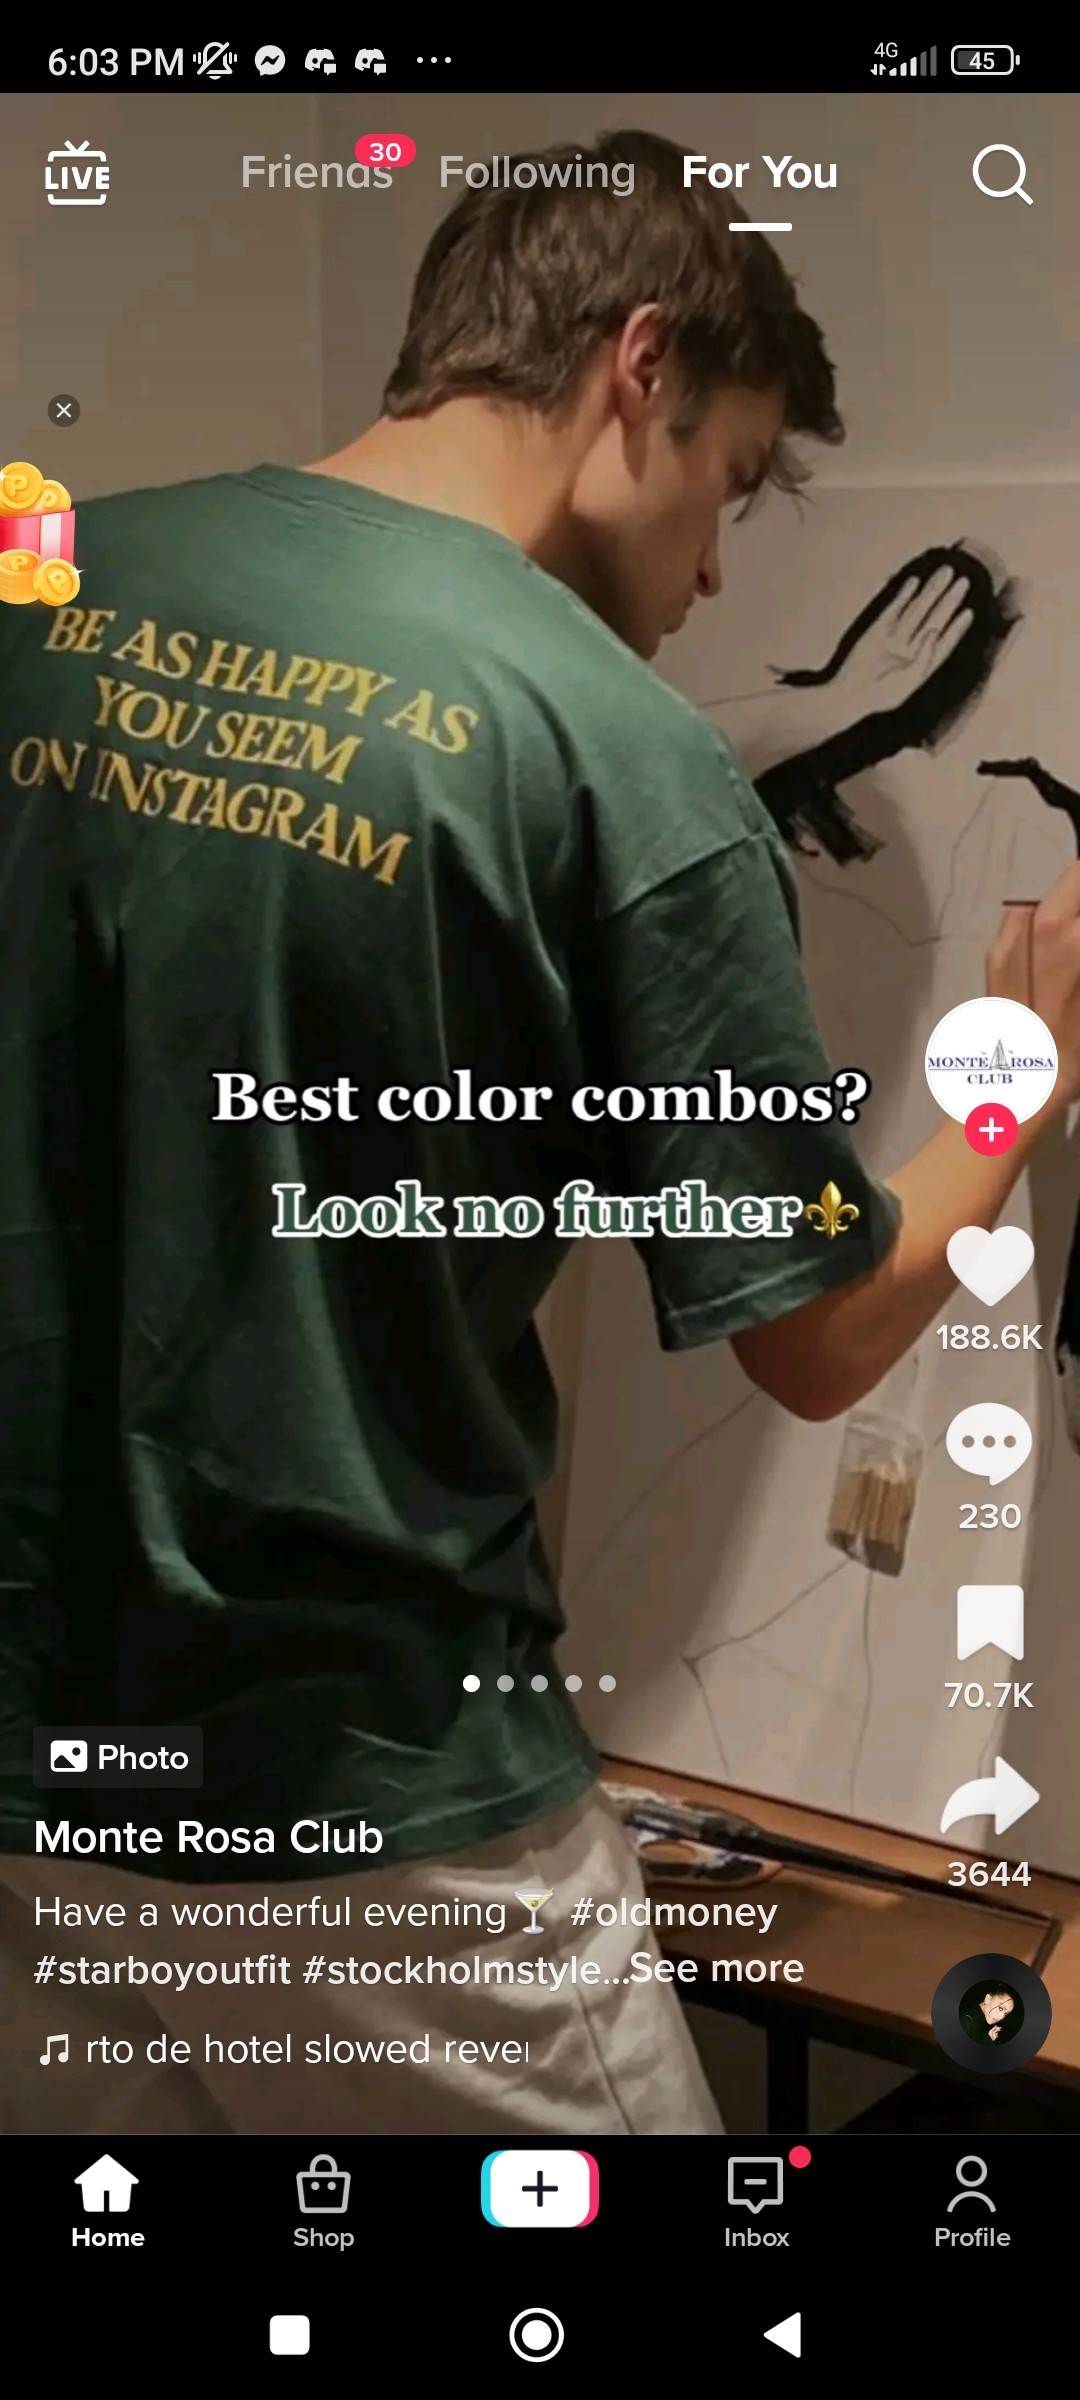 6:03 PM
4G
45
LIVE
Friends
30
Following
For You
BE AS HAPPY AS
YOU SEEM
ON INSTAGRAM
MONTE ROSA
CLUB
Best color combos?
Look no further
188.6K
230
70.7K
3644
Photo
Monte Rosa Club
Have a wonderful evening #oldmoney
#starboyoutfit #stockholmstyle...See more
rto de hotel slowed rever
Home
Shop
Inbox
Profile